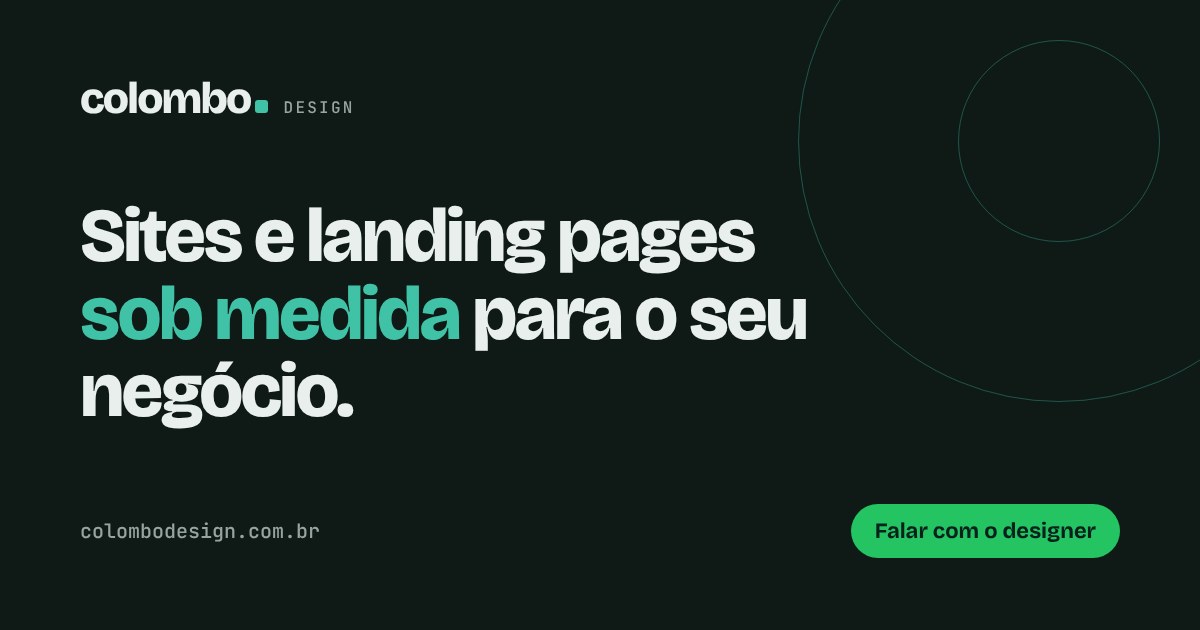 colombo. DESIGN
Sites e landing pages
sob medida para o seu
negócio.
colombodesign.com.br
Falar com o designer